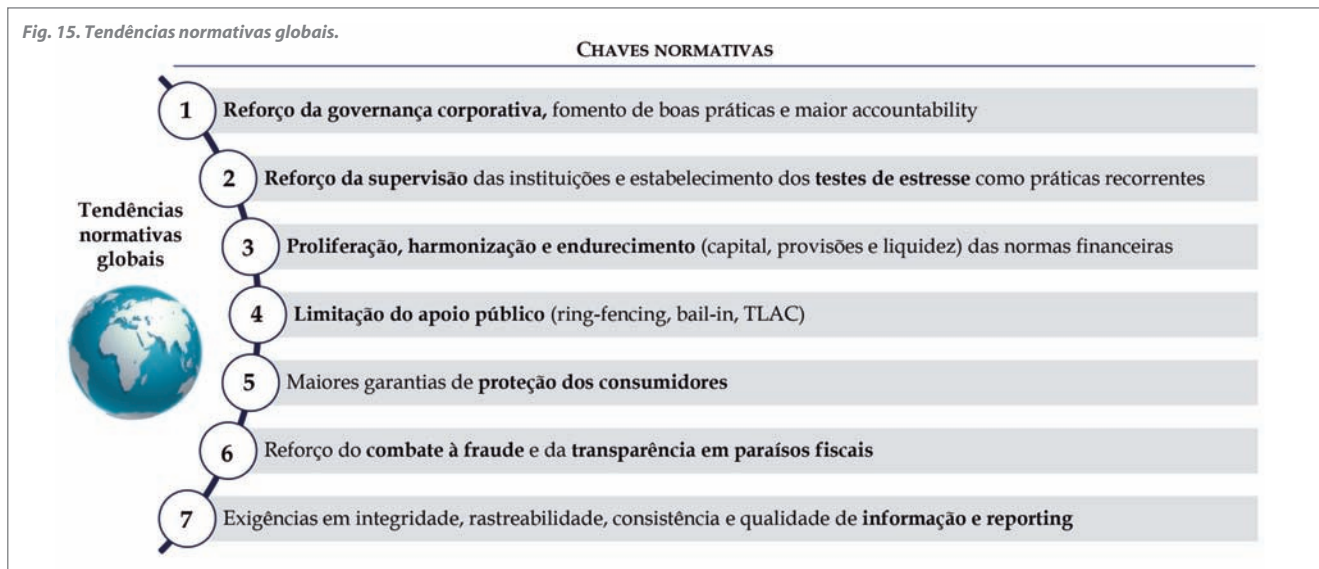 Fig. 15. Tendências normativas globais.
CHAVES NORMATIVAS
Tendências
normativas
globais
1 Reforço da governança corporativa, fomento de boas práticas e maior accountability
2 Reforço da supervisão das instituições e estabelecimento dos testes de estresse como práticas recorrentes
3 Proliferação, harmonização e endurecimento (capital, provisões e liquidez) das normas financeiras
4 Limitação do apoio público (ring-fencing, bail-in, TLAC)
5 Maiores garantias de proteção dos consumidores
6 Reforço do combate à fraude e da transparência em paraísos fiscais
7 Exigências em integridade, rastreabilidade, consistência e qualidade de informação e reporting